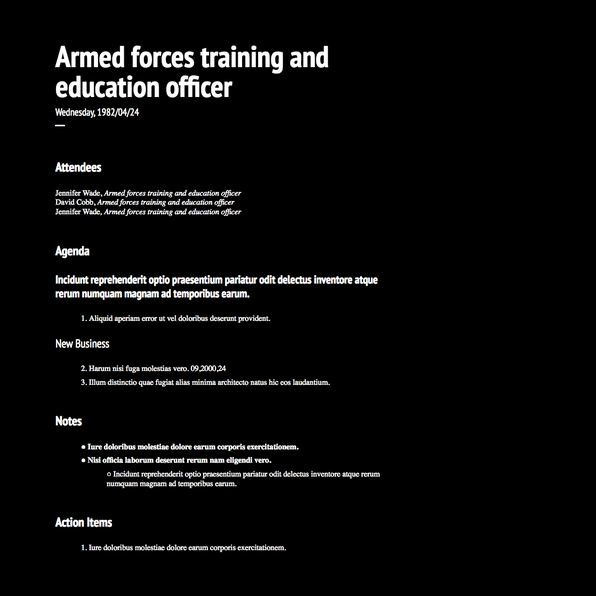 Armed forces training and
education officer
Wednesday, 1982/04/24
Attendees
Jennifer Wade, Armed forces training and education officer
David Cobb, Armed forces training and education officer
Jennifer Wade, Armed forces training and education officer
Agenda
Incidunt reprehenderit optio praesentium pariatur odit delectus inventore atque
rerum numquam magnam ad temporibus earum.
1. Aliquid aperiam error ut vel doloribus deserunt provident.
New Business
2. Harum nisi fuga molestias vero. 09,2000,24
3. Illum distinctio quae fugiat alias minima architecto natus hic eos laudantium.
Notes
● Iure doloribus molestiae dolore earum corporis exercitationem.
● Nisi officia laborum deserunt rerum nam eligendi vero.
○ Incidunt reprehenderit optio praesentium pariatur odit delectus inventore atque rerum
numquam magnam ad temporibus earum.
Action Items
1. Iure doloribus molestiae dolore earum corporis exercitationem.